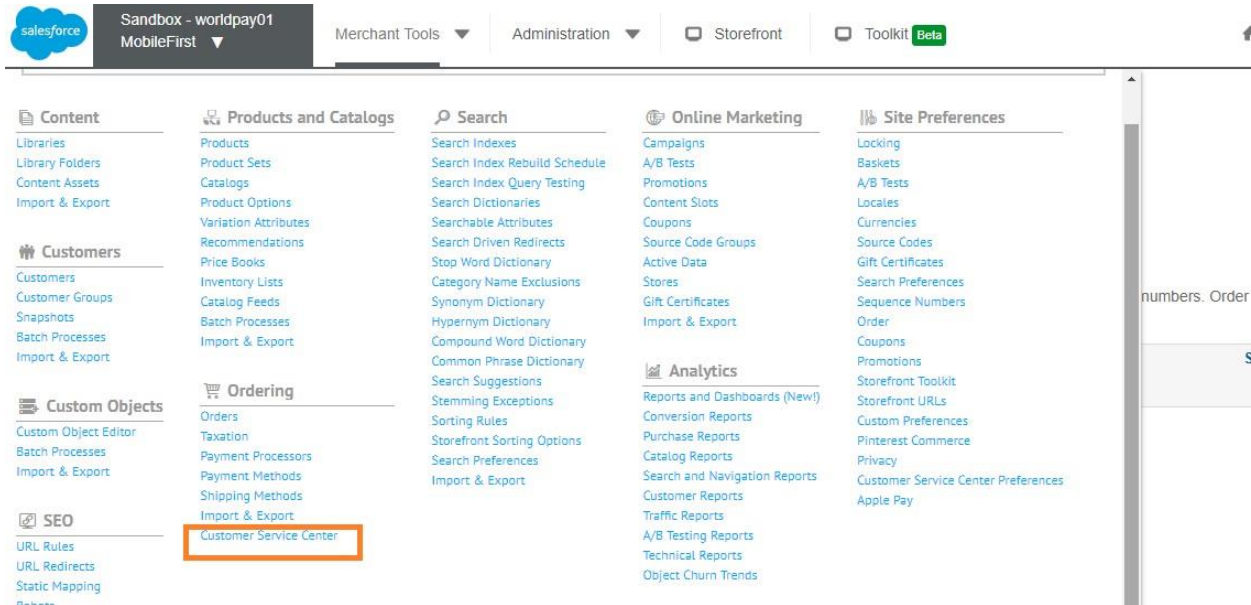 salesforce
Sandbox - worldpay01
MobileFirst
Merchant Tools
Administration
Storefront
Toolkit Beta
Content
Libraries
Library Folders
Content Assets
Import & Export
Customers
Customers
Customer Groups
Snapshots
Batch Processes
Import & Export
Custom Objects
Custom Object Editor
Batch Processes
Import & Export
SEO
URL Rules
URL Redirects
Static Mapping
Robots
Products and Catalogs
Products
Product Sets
Catalogs
Product Options
Variation Attributes
Recommendations
Price Books
Inventory Lists
Catalog Feeds
Batch Processes
Import & Export
Ordering
Orders
Taxation
Payment Processors
Payment Methods
Shipping Methods
Import & Export
Customer Service Center
Search
Search Indexes
Search Index Rebuild Schedule
Search Index Query Testing
Search Dictionaries
Searchable Attributes
Search Driven Redirects
Stop Word Dictionary
Category Name Exclusions
Synonym Dictionary
Hypernym Dictionary
Compound Word Dictionary
Common Phrase Dictionary
Search Suggestions
Stemming Exceptions
Sorting Rules
Storefront Sorting Options
Search Preferences
Import & Export
Online Marketing
Campaigns
A/B Tests
Promotions
Content Slots
Coupons
Source Code Groups
Active Data
Stores
Gift Certificates
Import & Export
Analytics
Reports and Dashboards (New!)
Conversion Reports
Purchase Reports
Catalog Reports
Search and Navigation Reports
Customer Reports
Traffic Reports
A/B Testing Reports
Technical Reports
Object Churn Trends
Site Preferences
Locking
Baskets
A/B Tests
Locales
Currencies
Source Codes
Gift Certificates
Search Preferences
Sequence Numbers
Order
Coupons
Promotions
Storefront Toolkit
Storefront URLs
Custom Preferences
Pinterest Commerce
Privacy
Customer Service Center Preferences
Apple Pay
numbers. Order